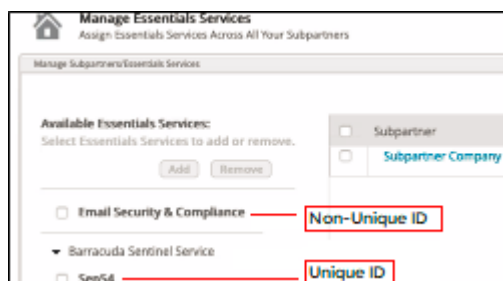 Manage Essentials Services
Assign Essentials Services Across All Your Subpartners
Manage Subpartners/Essentials Services
Available Essentials Services:
Select Essentials Services to add or remove.
Add Remove
Subpartner
Subpartner Company
Email Security & Compliance
Non-Unique ID
Barracuda Sentinel Service
Sen54
Unique ID